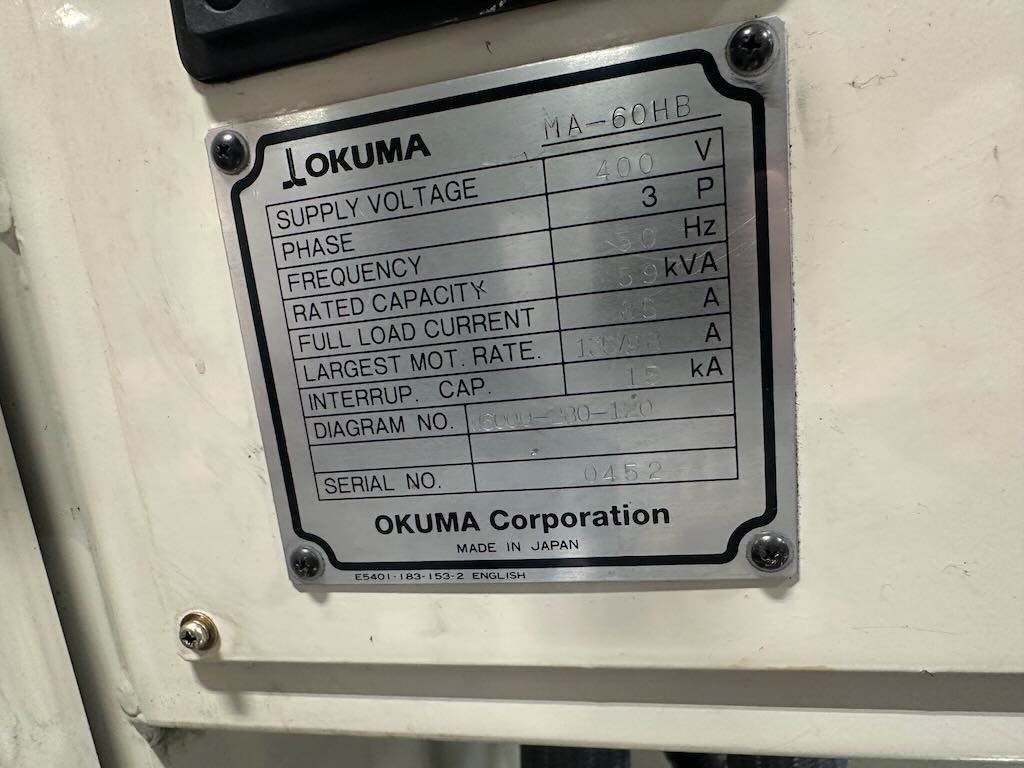 OKUMA MA-60HB
SUPPLY VOLTAGE 400 V
PHASE 3 P
FREQUENCY 50 Hz
RATED CAPACITY 59 kVA
FULL LOAD CURRENT A
LARGEST MOT. RATE. A
INTERRUP. CAP. 15 kA
DIAGRAM NO.
SERIAL NO. 0452
OKUMA Corporation
MADE IN JAPAN
E5401-183-153-2 ENGLISH